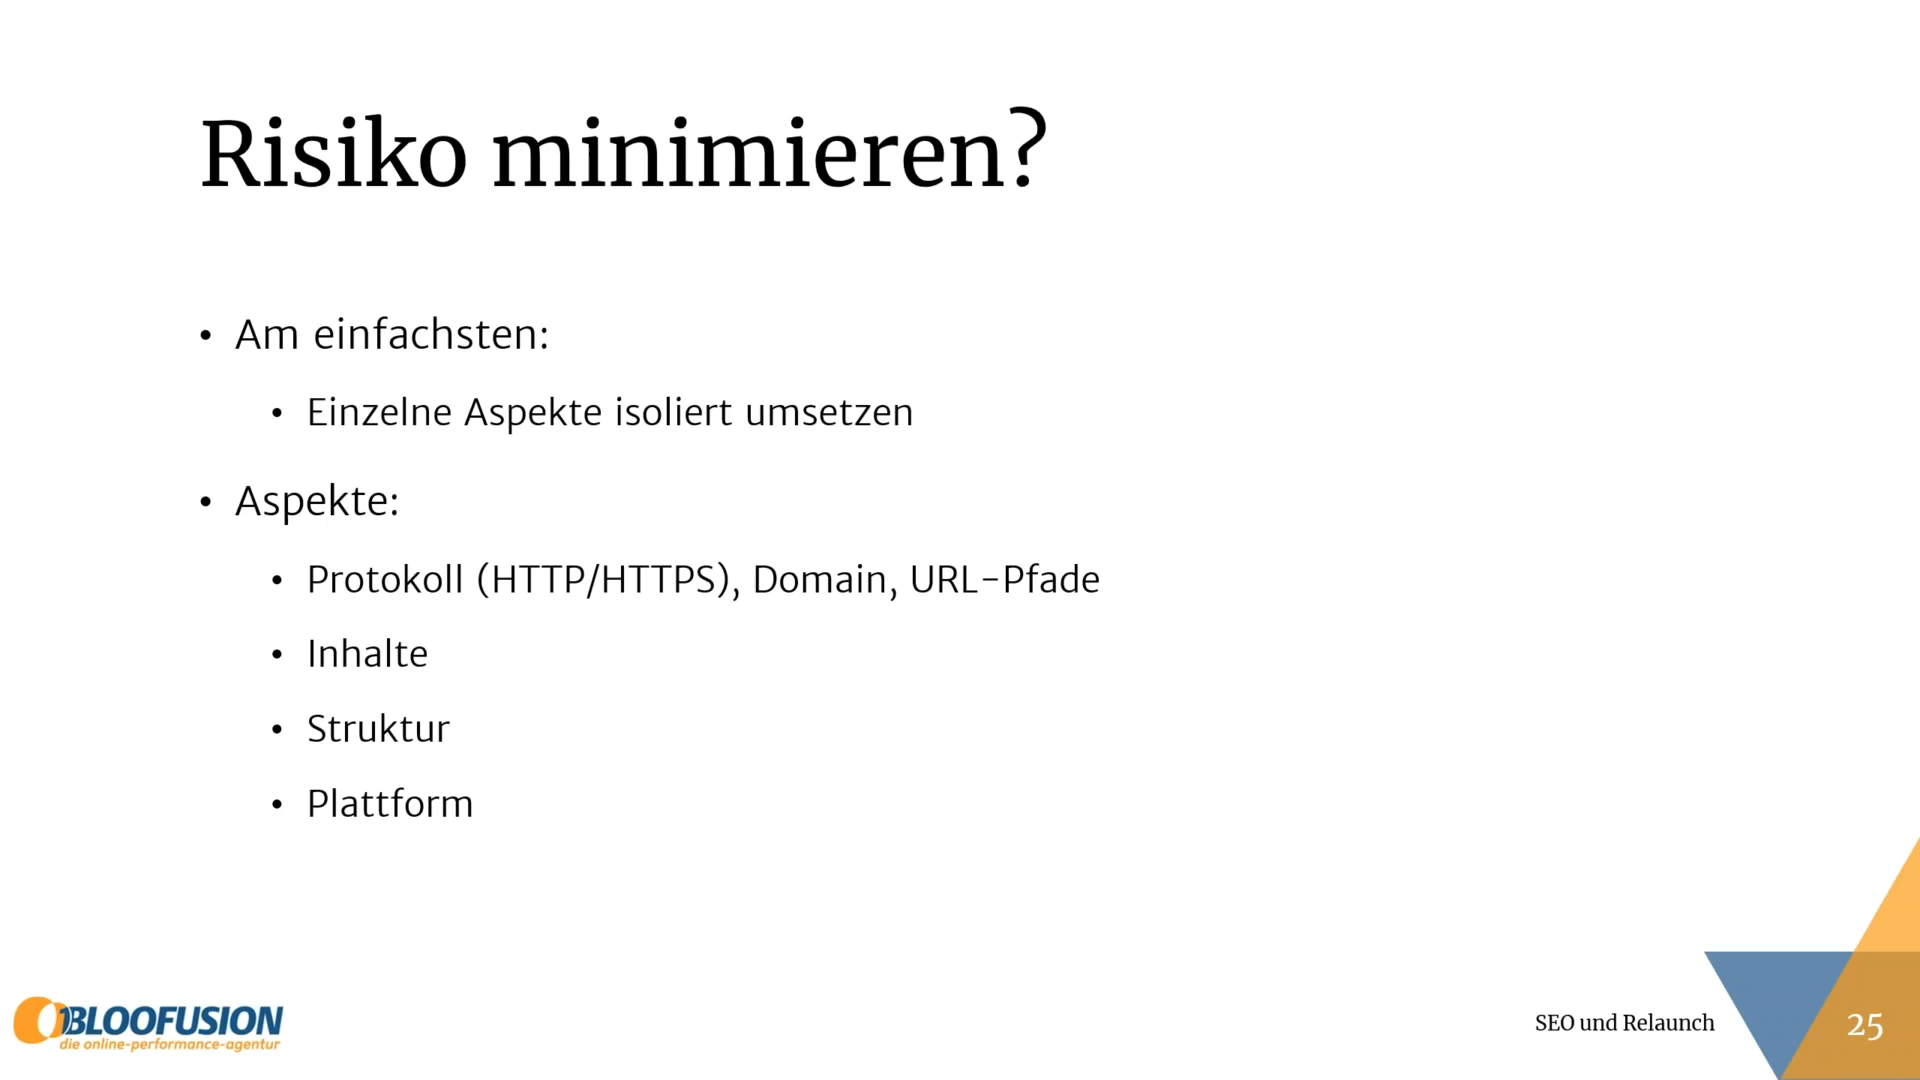 Risiko minimieren?
• Am einfachsten:
• Einzelne Aspekte isoliert umsetzen
• Aspekte:
• Protokoll (HTTP/HTTPS), Domain, URL-Pfade
• Inhalte
• Struktur
• Plattform
BLOOFUSION
die online-performance-agentur
SEO und Relaunch
25